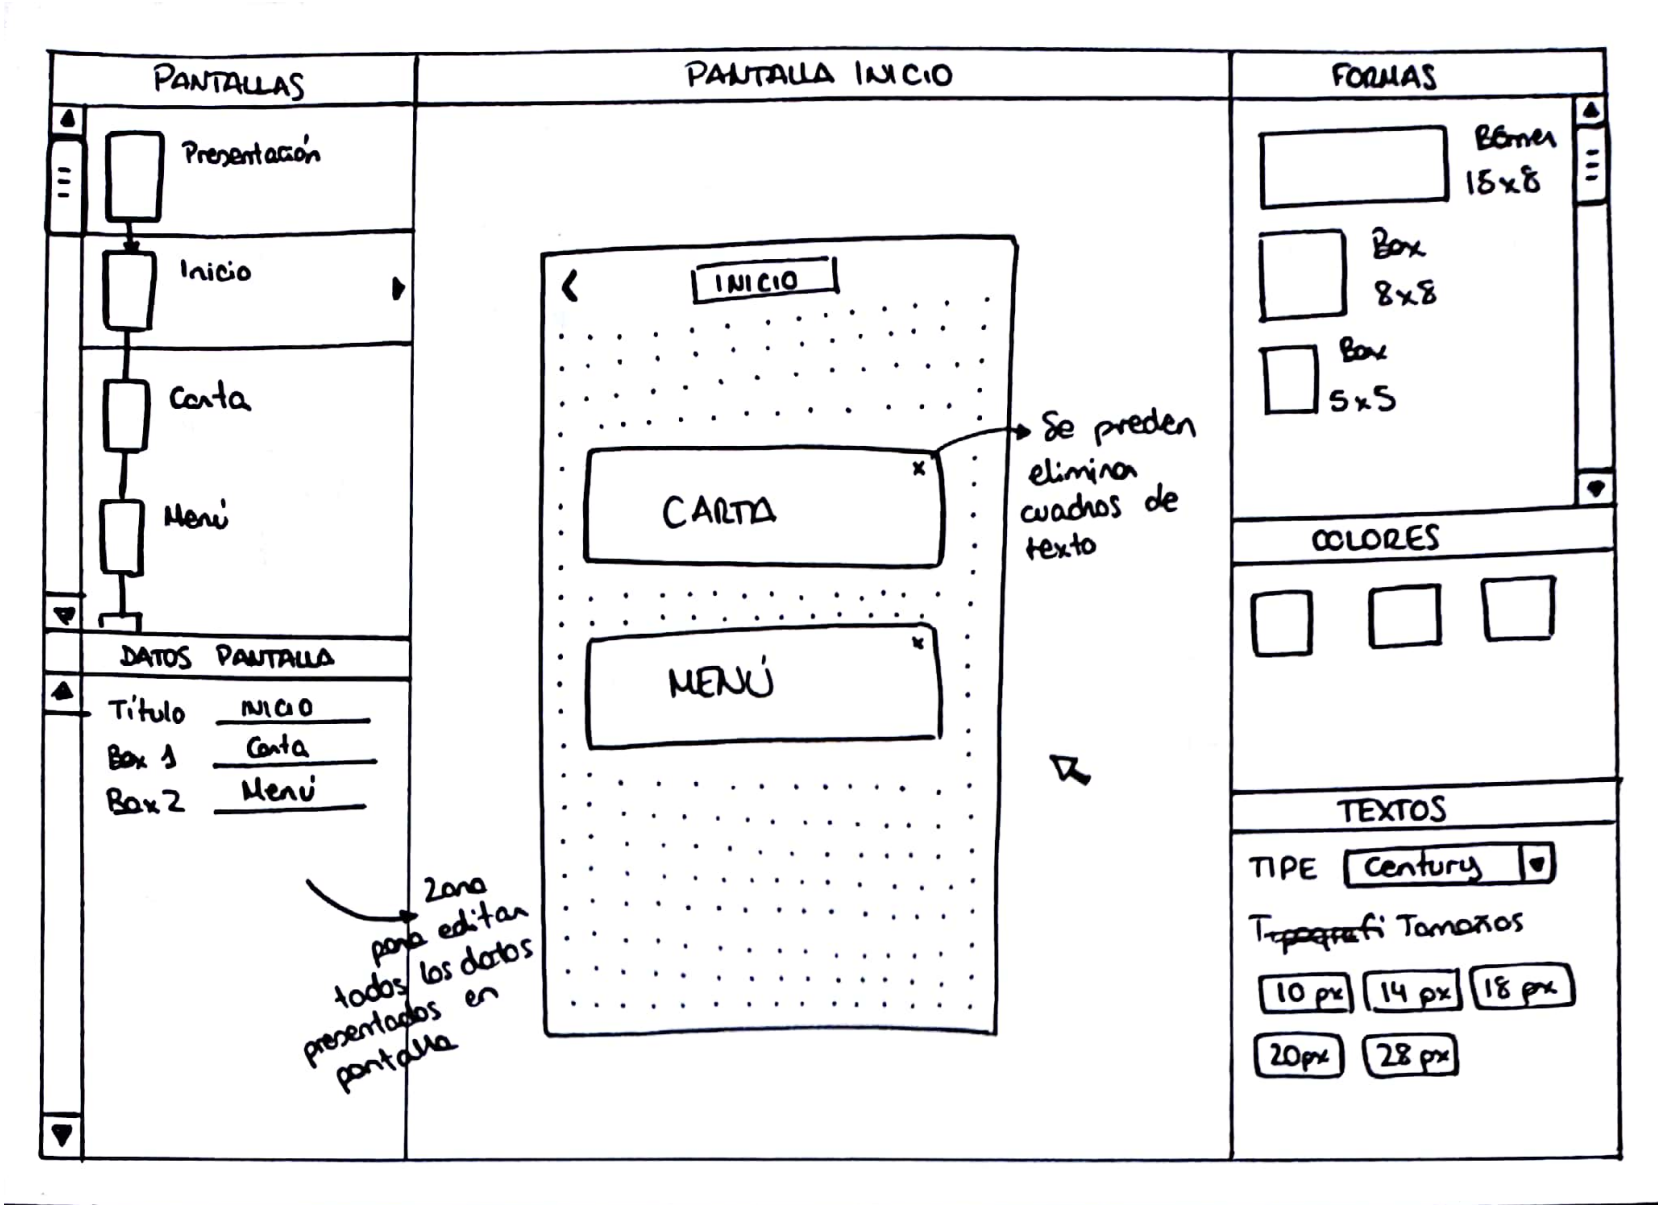 PANTALLAS
Presentación
Inicio
Carta
Menú
DATOS PANTALLA
Título INICIO
Box 1 Carta
Box 2 Menú
Zona
para editar
todos los datos
presentados en
pantalla
PANTALLA INICIO
INICIO
CARTA
x
MENÚ
x
Se preden
eliminar
cuadros de
texto
FORMAS
Banner
15x8
Box
8x8
Box
5x5
COLORES
TEXTOS
TIPE Century
Tamaños
10 px 14 px 18 px
20px 28 px